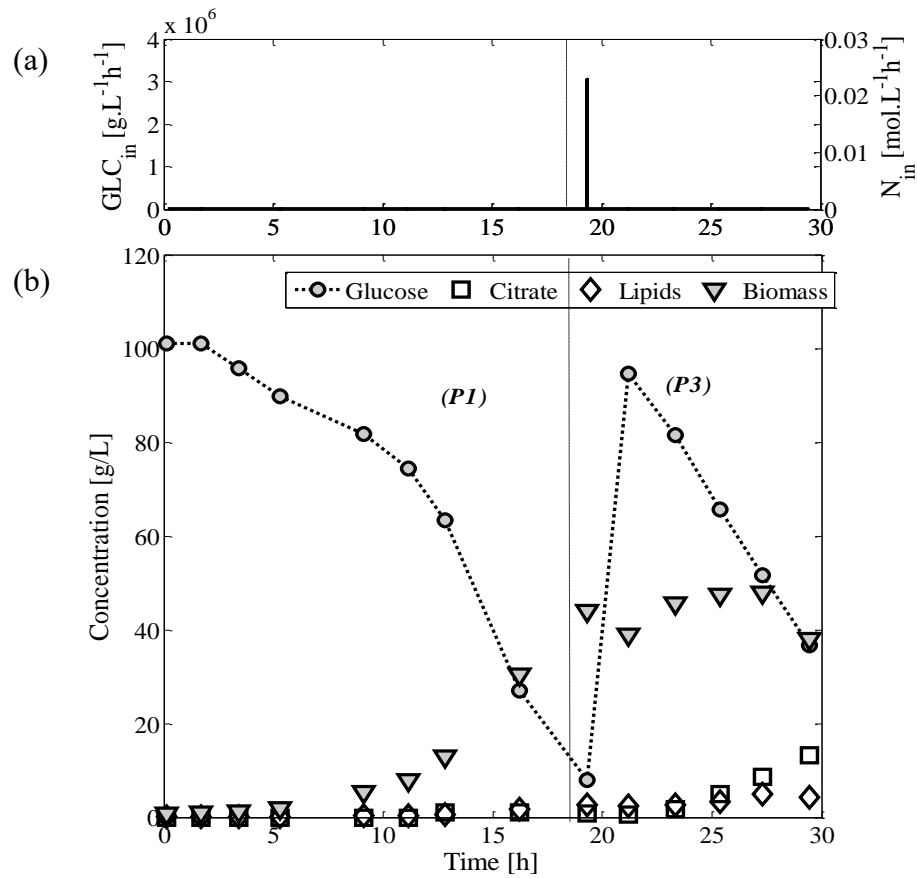 (a)
x 10^6
GLC_in [g.L^-1h^-1]
4
3
2
1
0
0.03
0.02
0.01
0
N_in [mol.L^-1h^-1]
0 5 10 15 20 25 30
(b)
Concentration [g/L]
120
100
80
60
40
20
0
Glucose Citrate Lipids Biomass
(P1)
(P3)
0 5 10 15 20 25 30
Time [h]